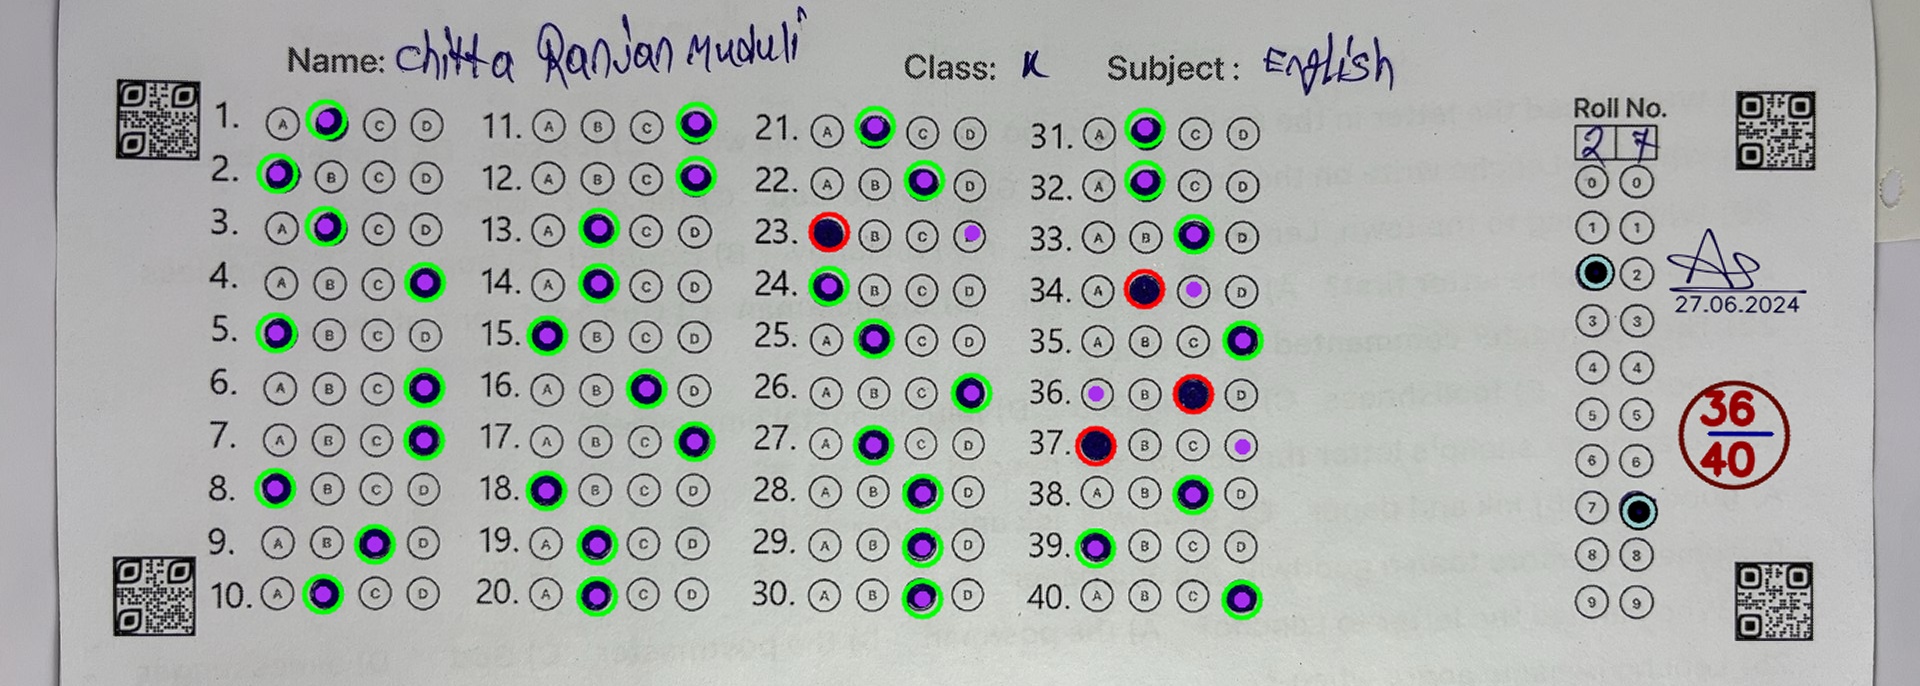 Name: Chitta Ranjan Muduli Class: X Subject: English
Roll No.
2 7
1. A C D 11. A B C 21. A C D 31. A C D
2. B C D 12. A B C 22. A B D 32. A C D
3. A C D 13. A C D 23. B C D 33. A B D
4. A B C 14. A C D 24. B C D 34. A C D
5. B C D 15. B C D 25. A C D 35. A B C
6. A B C 16. A B D 26. A B C 36. A B D
7. A B C 17. A B C 27. A C D 37. B C D
8. B C D 18. B C D 28. A B D 38. A B D
9. A B D 19. A C D 29. A B D 39. B C D
10. A C D 20. A C D 30. A B D 40. A B C
0 0
1 1
2
3 3
4 4
5 5
6 6
7
8 8
9 9
27.06.2024
36
40